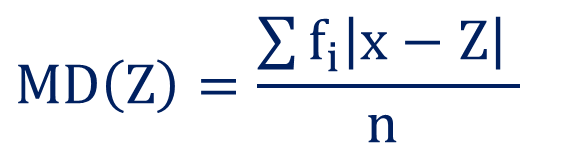 MD(Z) = ∑ fᵢ|x − Z| / n